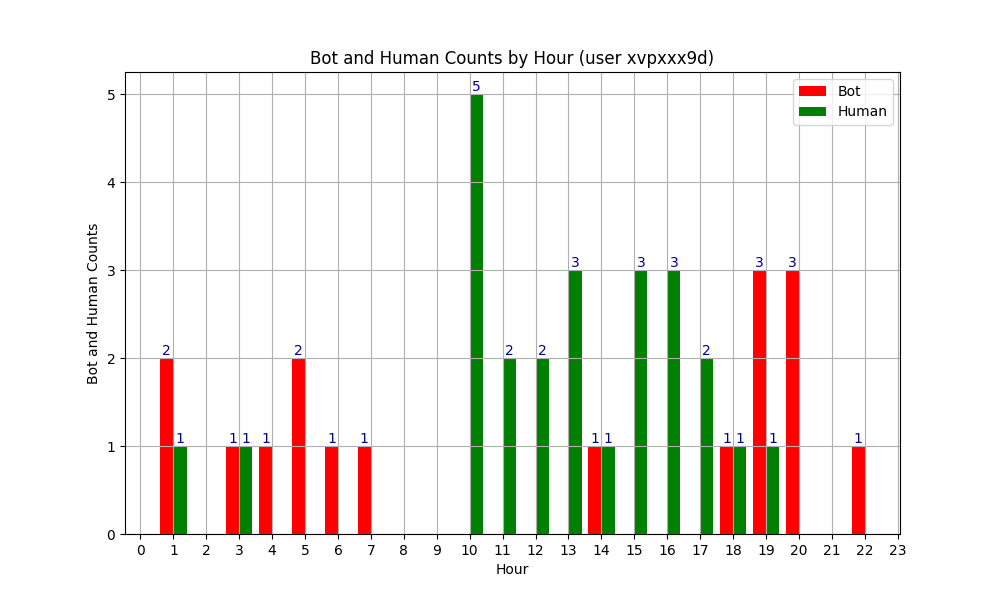 Bot and Human Counts by Hour (user xvpxxx9d)
Bot
Human
Bot and Human Counts
5
4
3
2
1
0
2 1 1 1 1 2 1 1 5 2 2 3 1 1 3 3 2 1 1 3 1 3 1
0 1 2 3 4 5 6 7 8 9 10 11 12 13 14 15 16 17 18 19 20 21 22 23
Hour